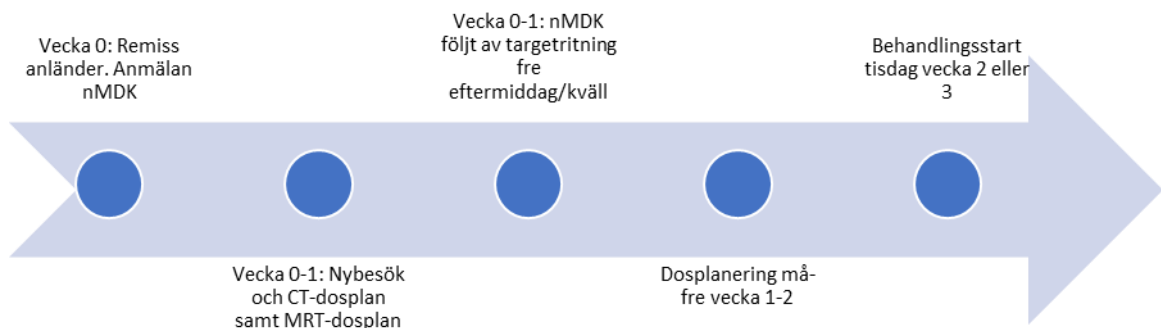 Vecka 0: Remiss
anländer. Anmälan
nMDK
Vecka 0-1: Nybesök
och CT-dosplan
samt MRT-dosplan
Vecka 0-1: nMDK
följt av targetritning
fre
eftermiddag/kväll
Dosplanering må-
fre vecka 1-2
Behandlingsstart
tisdag vecka 2 eller
3